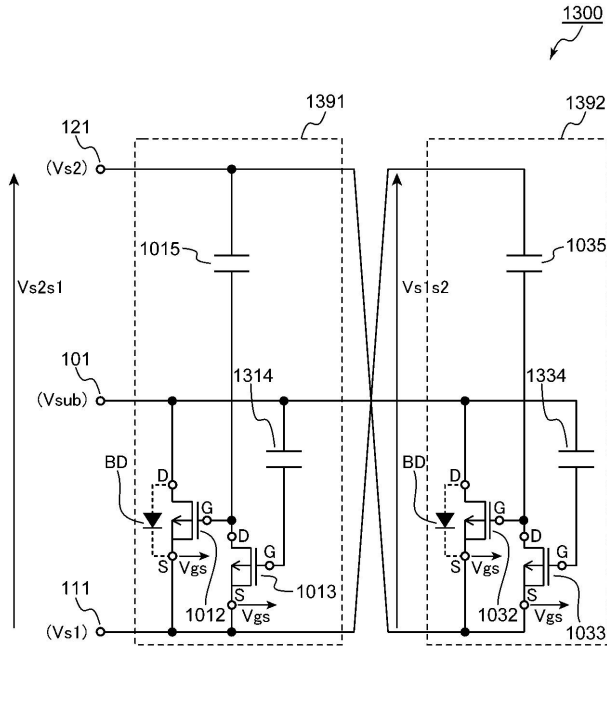 1300
1391
1392
121
(Vs2)
1015
1035
Vs2s1
Vs1s2
101
(Vsub)
1314
1334
BD
D
G
D
G
S
Vgs
1012
S
Vgs
1013
BD
D
G
D
G
S
Vgs
1032
S
Vgs
1033
111
(Vs1)